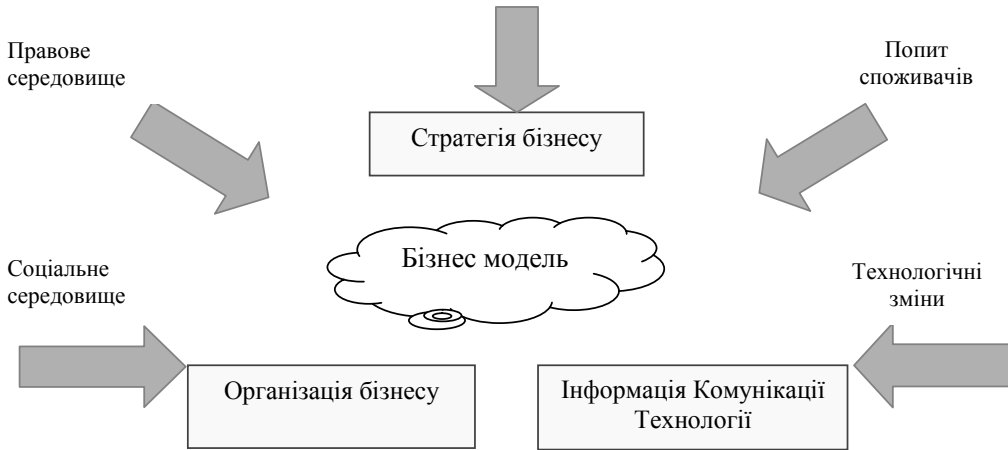 Правове
середовище
Попит
споживачів
Стратегія бізнесу
Бізнес модель
Соціальне
середовище
Технологічні
зміни
Організація бізнесу
Інформація Комунікації
Технології